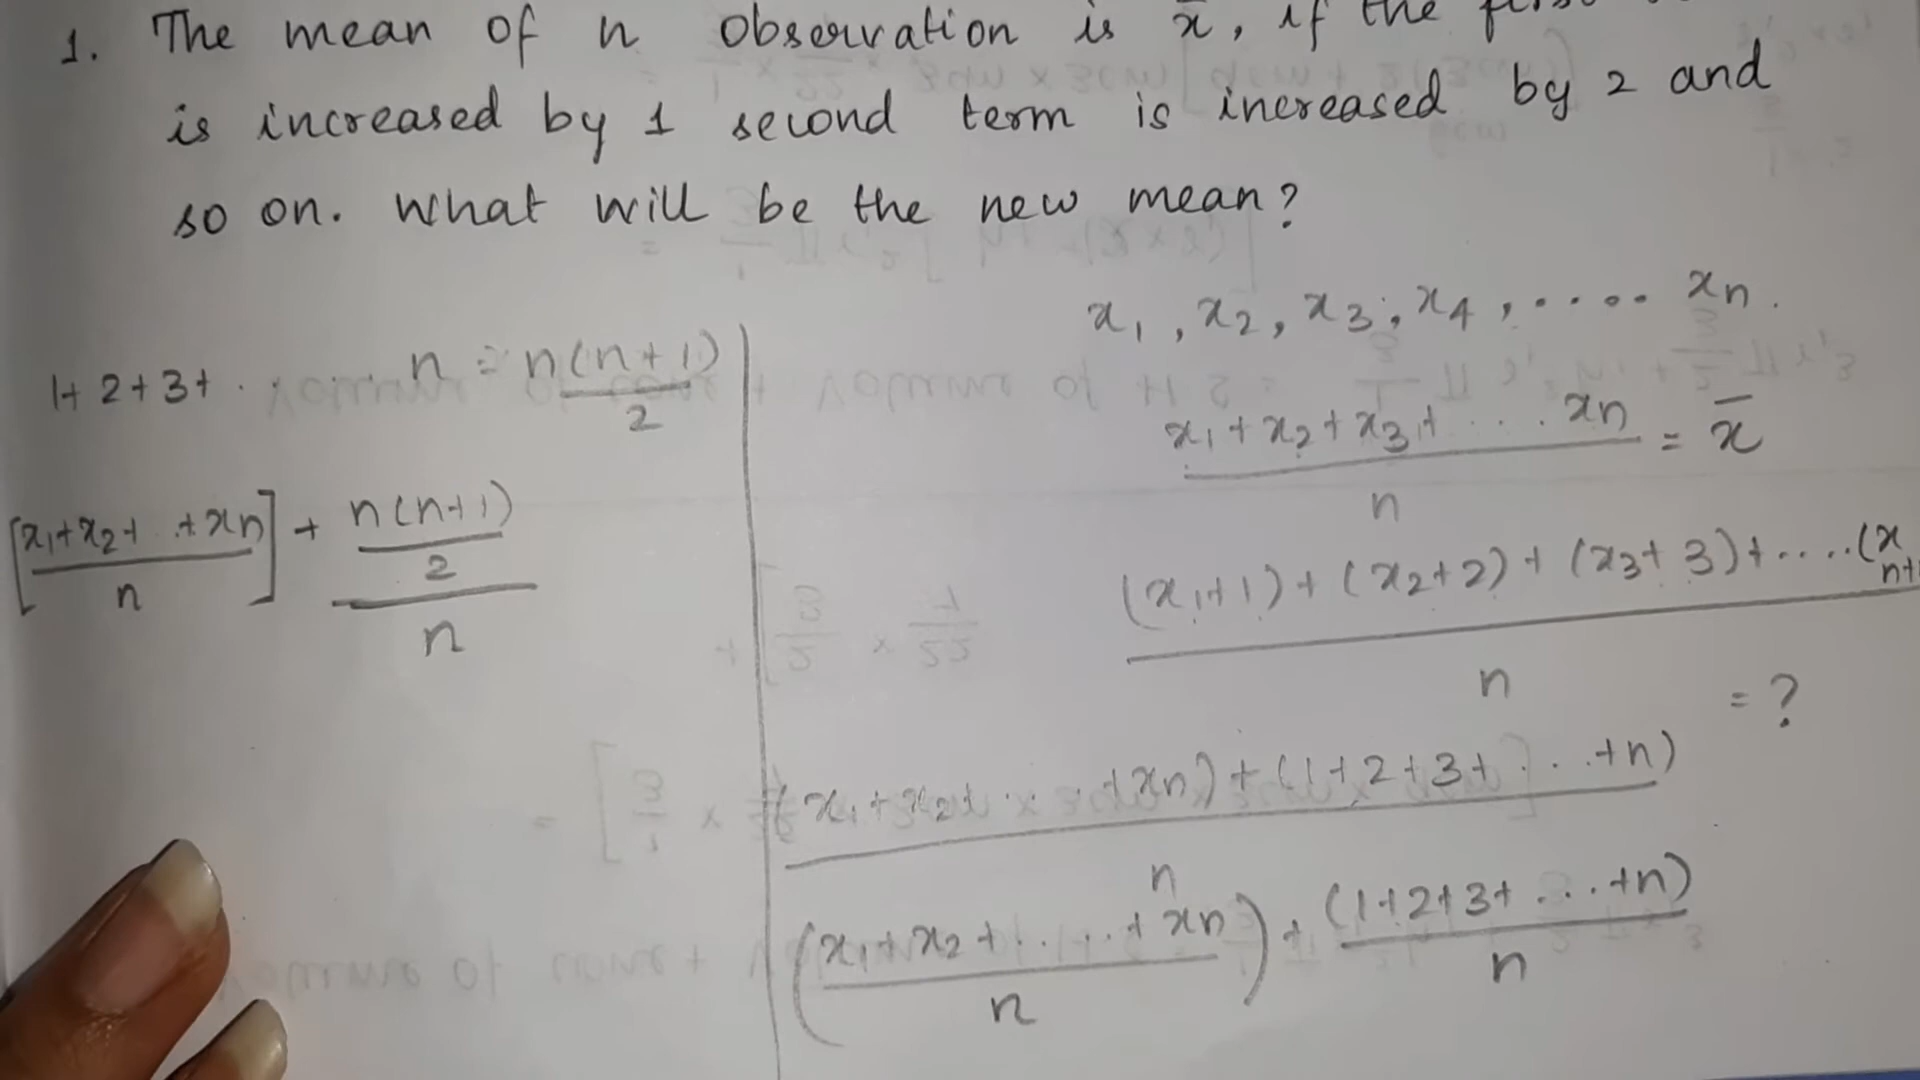 1. The mean of n observation is x̄, if the first
is increased by 1 second term is increased by 2 and
so on. What will be the new mean?
x₁, x₂, x₃, x₄, ..... xₙ.
1+2+3+. .. n = n(n+1)/2
(x₁+x₂+x₃+ ... xₙ)/n = x̄
[(x₁+x₂+ .+xₙ)/n] + (n(n+1)/2)/n
((x₁+1)+(x₂+2)+(x₃+3)+....(x n+)/n = ?
((x₁+x₂+...+xₙ)+(1+2+3+...+n))/n
((x₁+x₂+.....+xₙ)/n) + (1+2+3+...+n)/n